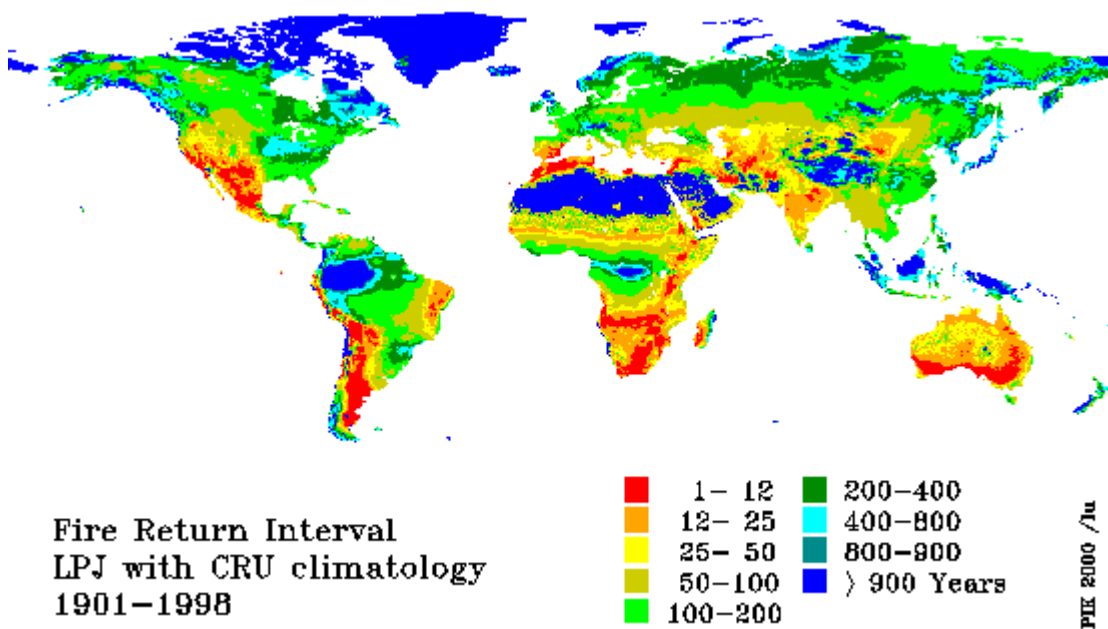 Fire Return Interval
LPJ with CRU climatology
1901-1998
1- 12
12- 25
25- 50
50-100
100-200
200-400
400-800
800-900
> 900 Years
PIK 2000 /lu